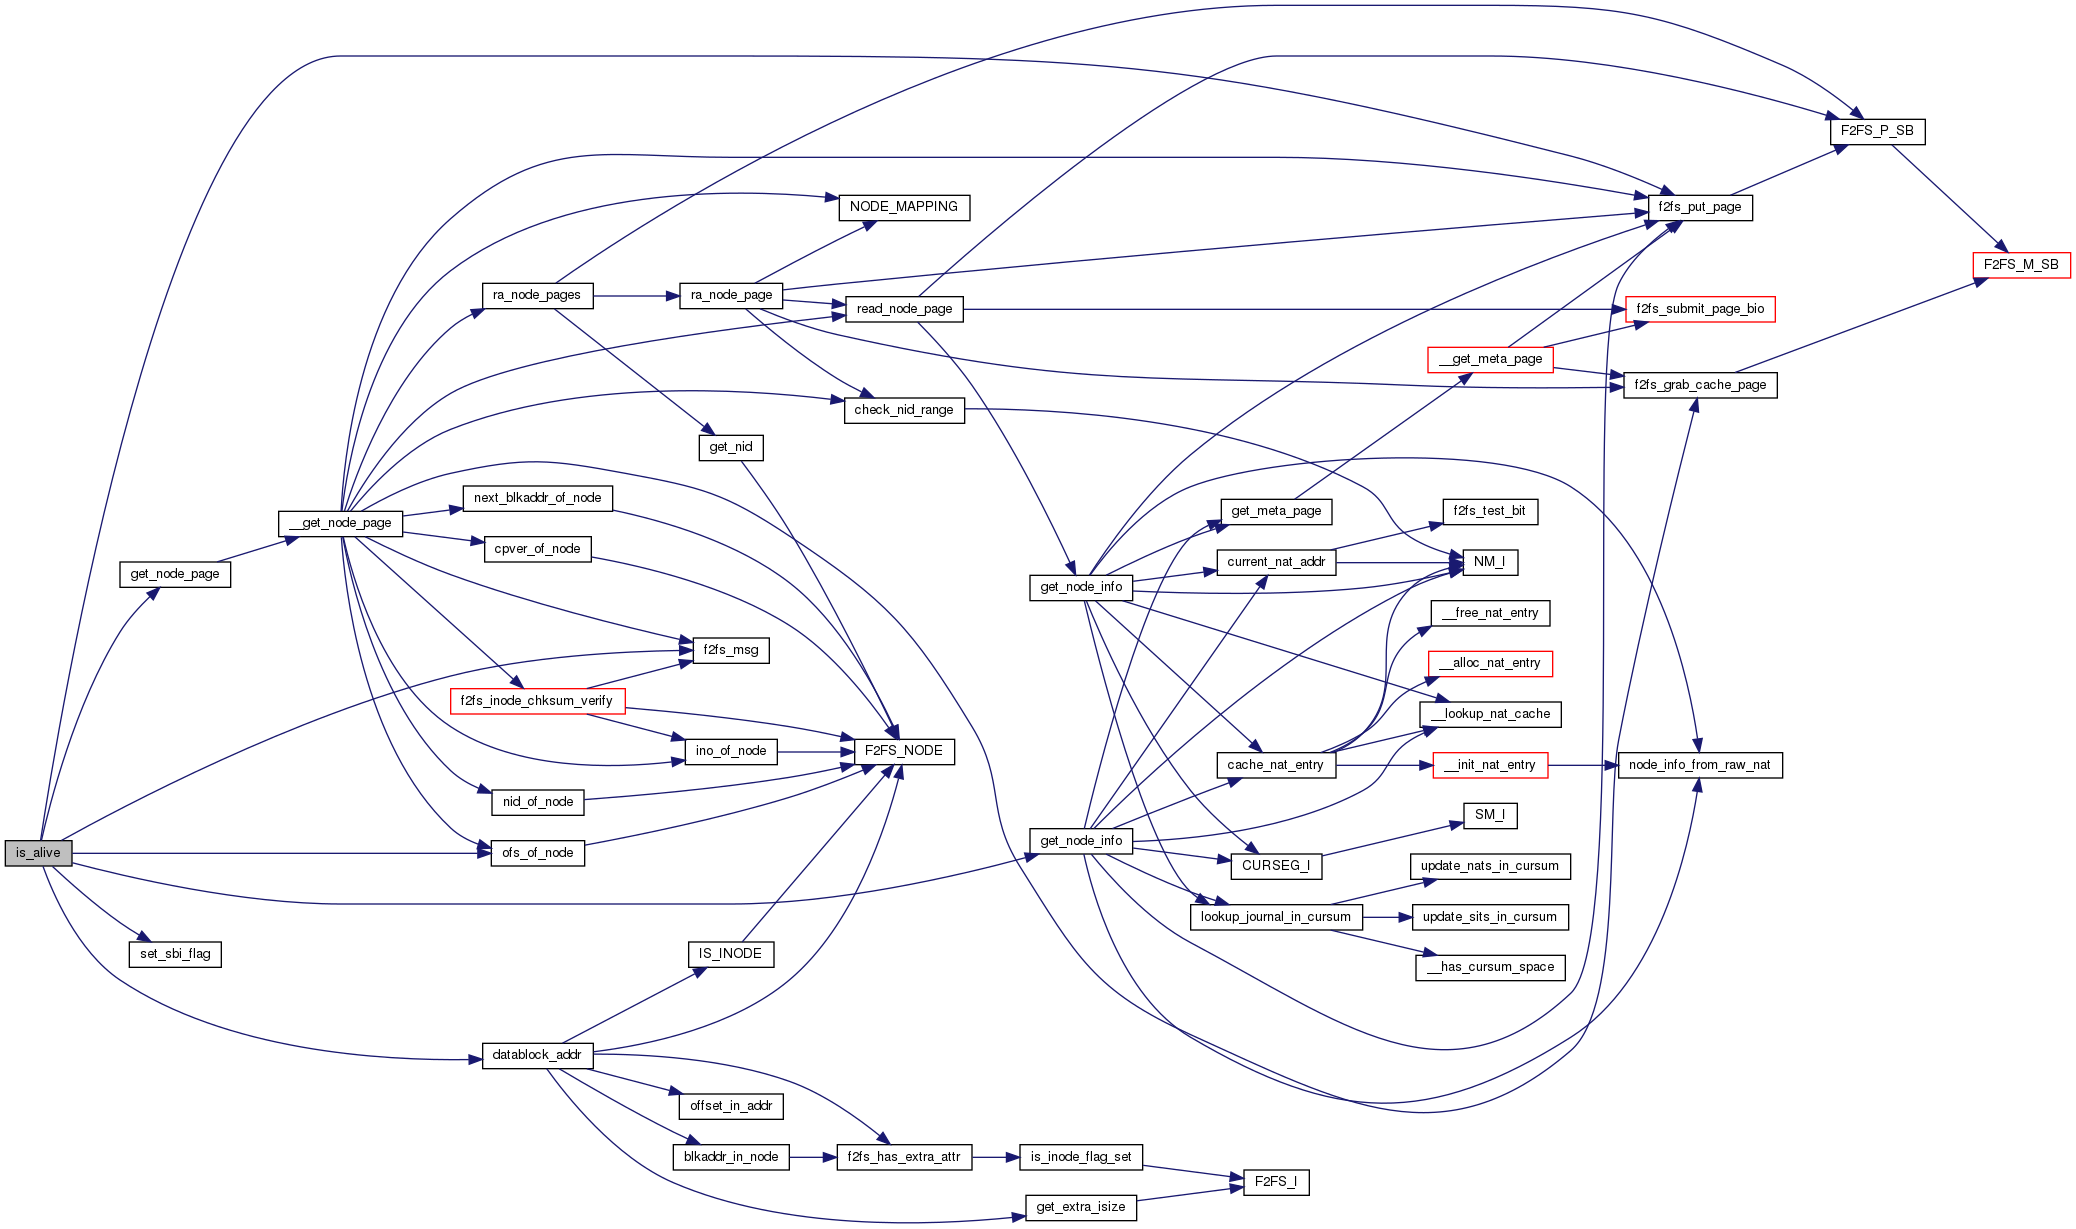 F2FS_P_SB
NODE_MAPPING
f2fs_put_page
F2FS_M_SB
ra_node_pages
ra_node_page
read_node_page
f2fs_submit_page_bio
__get_meta_page
f2fs_grab_cache_page
check_nid_range
get_nid
next_blkaddr_of_node
get_meta_page
f2fs_test_bit
__get_node_page
cpver_of_node
current_nat_addr
NM_I
get_node_page
get_node_info
__free_nat_entry
f2fs_msg
__alloc_nat_entry
f2fs_inode_chksum_verify
__lookup_nat_cache
ino_of_node
F2FS_NODE
cache_nat_entry
__init_nat_entry
node_info_from_raw_nat
nid_of_node
SM_I
get_node_info
is_alive
ofs_of_node
CURSEG_I
update_nats_in_cursum
lookup_journal_in_cursum
update_sits_in_cursum
set_sbi_flag
IS_INODE
__has_cursum_space
datablock_addr
offset_in_addr
blkaddr_in_node
f2fs_has_extra_attr
is_inode_flag_set
F2FS_I
get_extra_isize